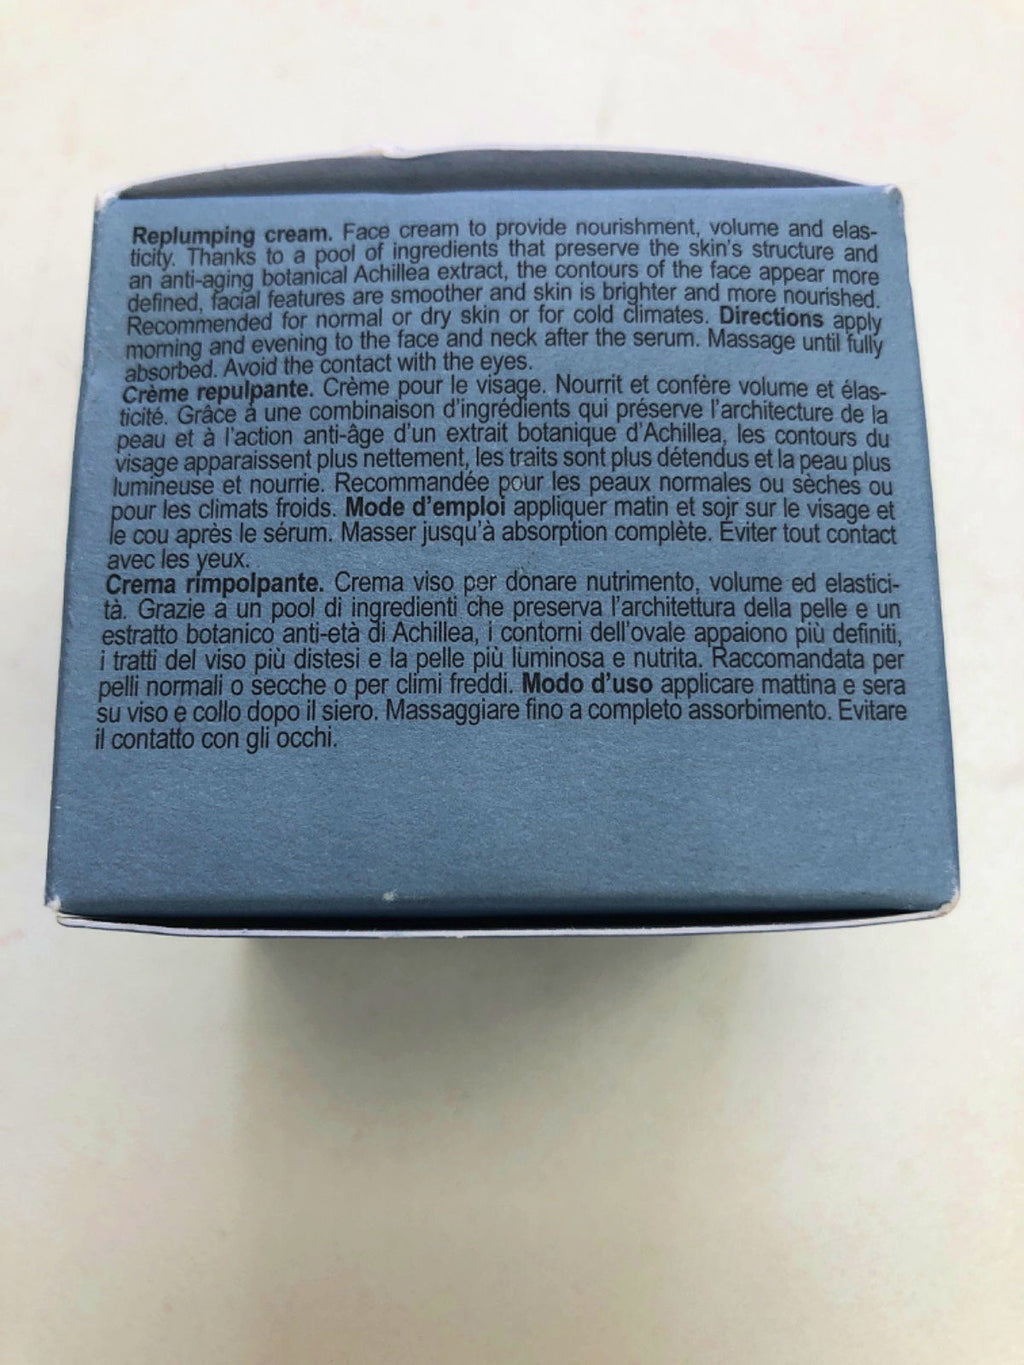 Replumping cream. Face cream to provide nourishment, volume and elas-
ticity. Thanks to a pool of ingredients that preserve the skin's structure and
an anti-aging botanical Achillea extract, the contours of the face appear more
defined, facial features are smoother and skin is brighter and more nourished.
Recommended for normal or dry skin or for cold climates. Directions apply
morning and evening to the face and neck after the serum. Massage until fully
absorbed. Avoid the contact with the eyes.
Crème repulpante. Crème pour le visage. Nourrit et confère volume et élas-
ticité. Grâce à une combinaison d'ingrédients qui préserve l'architecture de la
peau et à l'action anti-âge d'un extrait botanique d'Achillea, les contours du
visage apparaissent plus nettement, les traits sont plus détendus et la peau plus
lumineuse et nourrie. Recommandée pour les peaux normales ou sèches ou
pour les climats froids. Mode d'emploi appliquer matin et soir sur le visage et
le cou après le sérum. Masser jusqu'à absorption complète. Éviter tout contact
avec les yeux.
Crema rimpolpante. Crema viso per donare nutrimento, volume ed elastici-
tà. Grazie a un pool di ingredienti che preserva l'architettura della pelle e un
estratto botanico anti-età di Achillea, i contorni dell'ovale appaiono più definiti,
i tratti del viso più distesi e la pelle più luminosa e nutrita. Raccomandata per
pelli normali o secche o per climi freddi. Modo d'uso applicare mattina e sera
su viso e collo dopo il siero. Massaggiare fino a completo assorbimento. Evitare
il contatto con gli occhi.